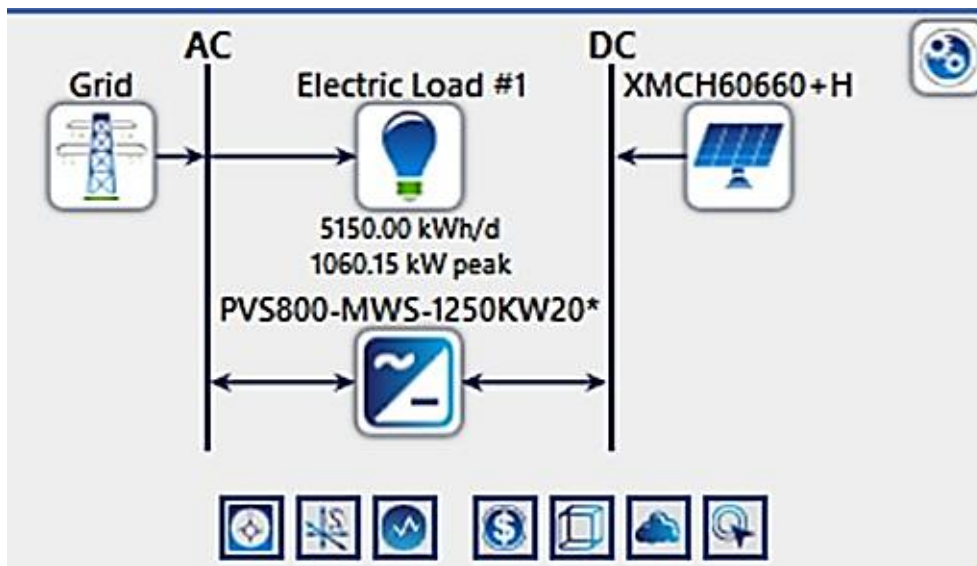 AC
DC
Grid
Electric Load #1
XMCH60660+H
5150.00 kWh/d
1060.15 kW peak
PVS800-MWS-1250KW20*